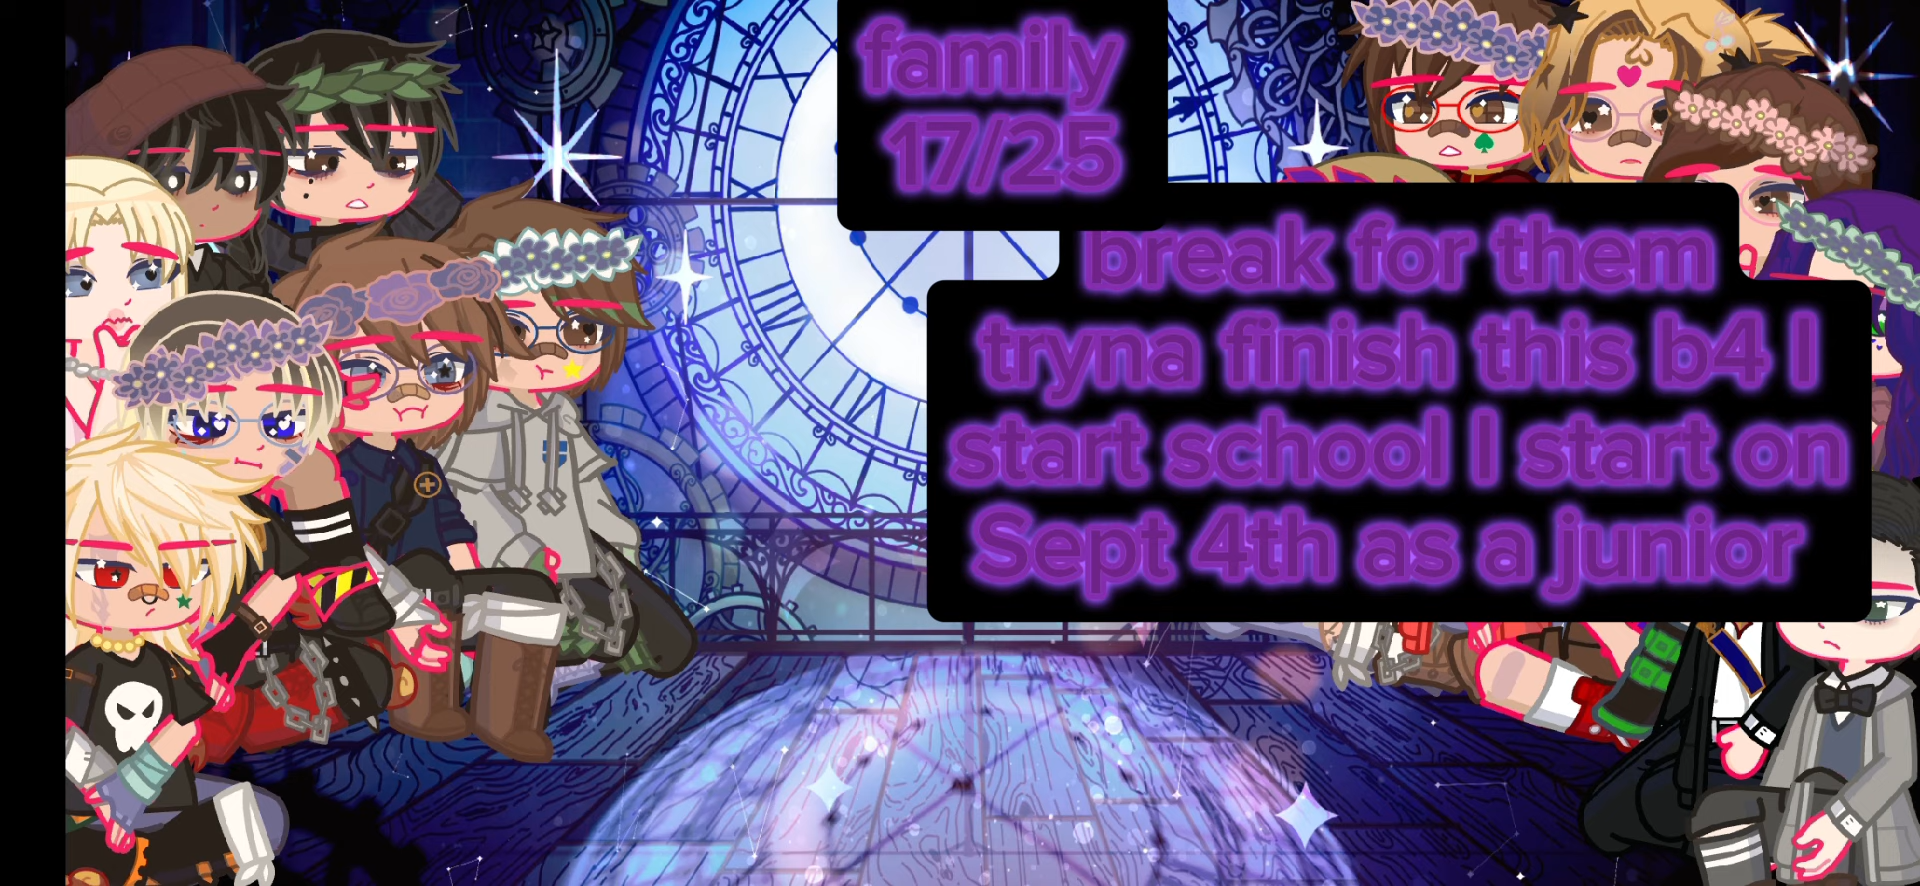 family
17/25
break for them
tryna finish this b4 I
start school I start on
Sept 4th as a junior